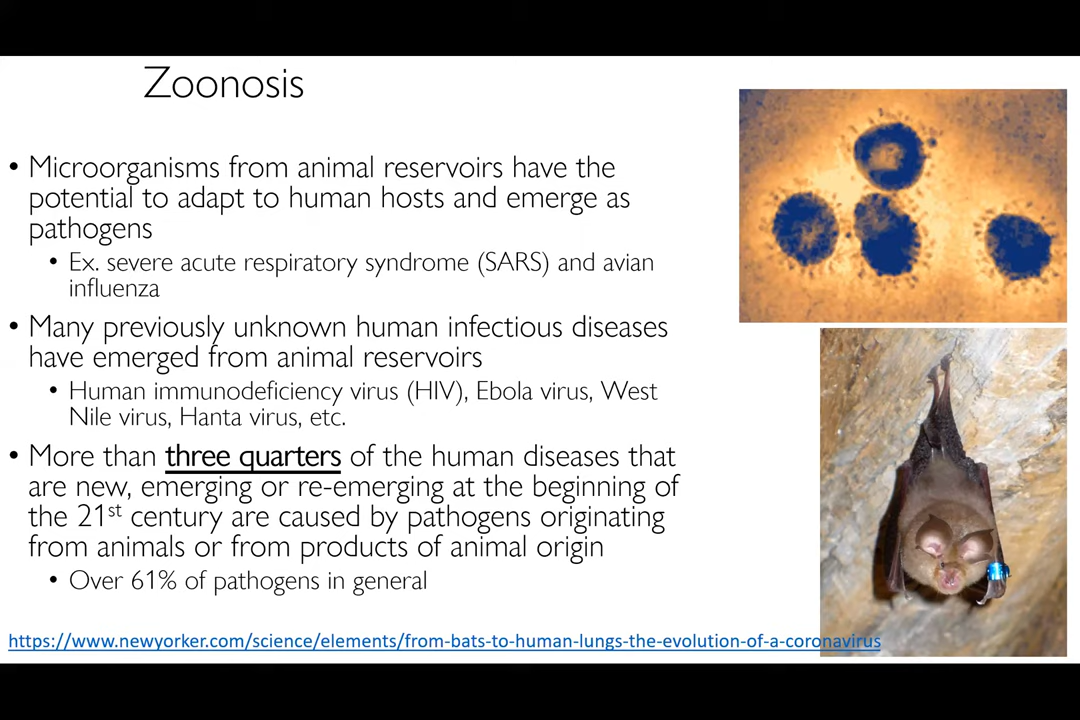 Zoonosis
• Microorganisms from animal reservoirs have the
potential to adapt to human hosts and emerge as
pathogens
• Ex. severe acute respiratory syndrome (SARS) and avian
influenza
• Many previously unknown human infectious diseases
have emerged from animal reservoirs
• Human immunodeficiency virus (HIV), Ebola virus, West
Nile virus, Hanta virus, etc.
• More than three quarters of the human diseases that
are new, emerging or re-emerging at the beginning of
the 21st century are caused by pathogens originating
from animals or from products of animal origin
• Over 61% of pathogens in general
https://www.newyorker.com/science/elements/from-bats-to-human-lungs-the-evolution-of-a-coronavirus